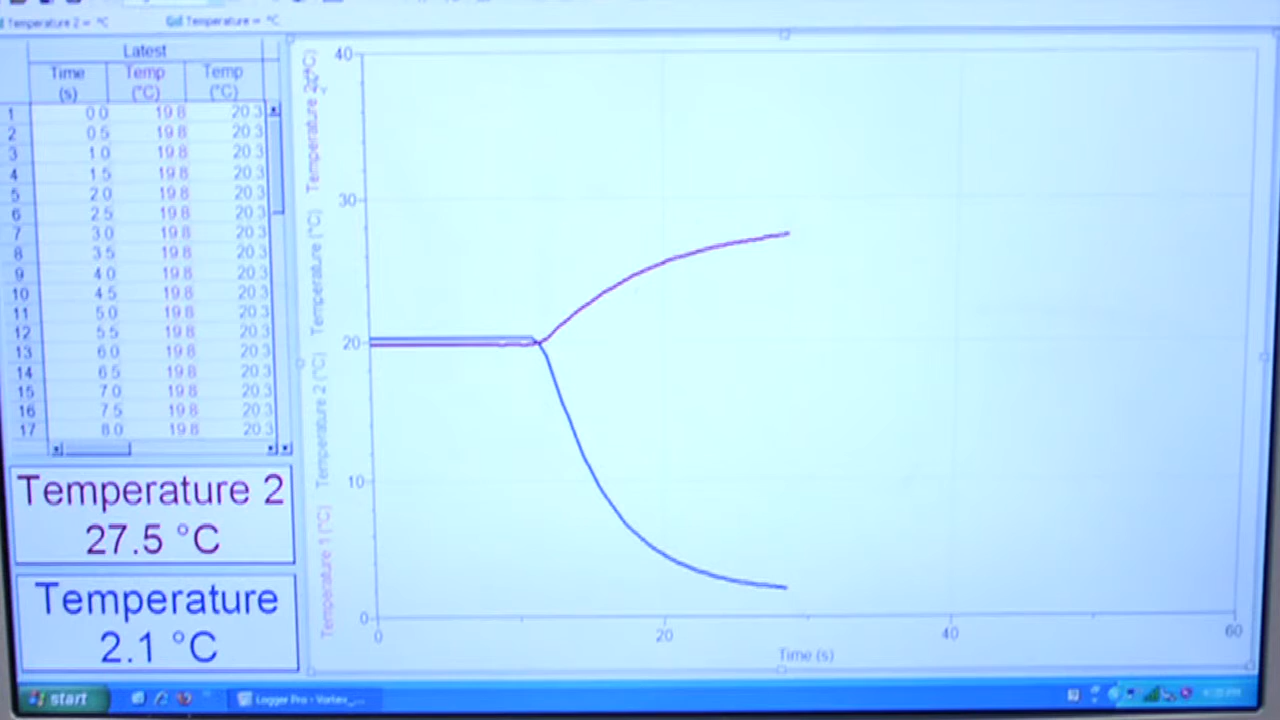 Temperature 2 = °C
Temperature = °C
Latest
Time Temp Temp
(s) (°C) (°C)
1 0.0 19.8 20.3
2 0.5 19.8 20.3
3 1.0 19.8 20.3
4 1.5 19.8 20.3
5 2.0 19.8 20.3
6 2.5 19.8 20.3
7 3.0 19.8 20.3
8 3.5 19.8 20.3
9 4.0 19.8 20.3
10 4.5 19.8 20.3
11 5.0 19.8 20.3
12 5.5 19.8 20.3
13 6.0 19.8 20.3
14 6.5 19.8 20.3
15 7.0 19.8 20.3
16 7.5 19.8 20.3
17 8.0 19.8 20.3
Temperature 2
27.5 °C
Temperature
2.1 °C
Temperature 1 (°C) Temperature 2 (°C) Temperature (°C) Temperature
40
30
20
10
0
0 20 40 60
Time (s)
start
Logger Pro - Vortex_...